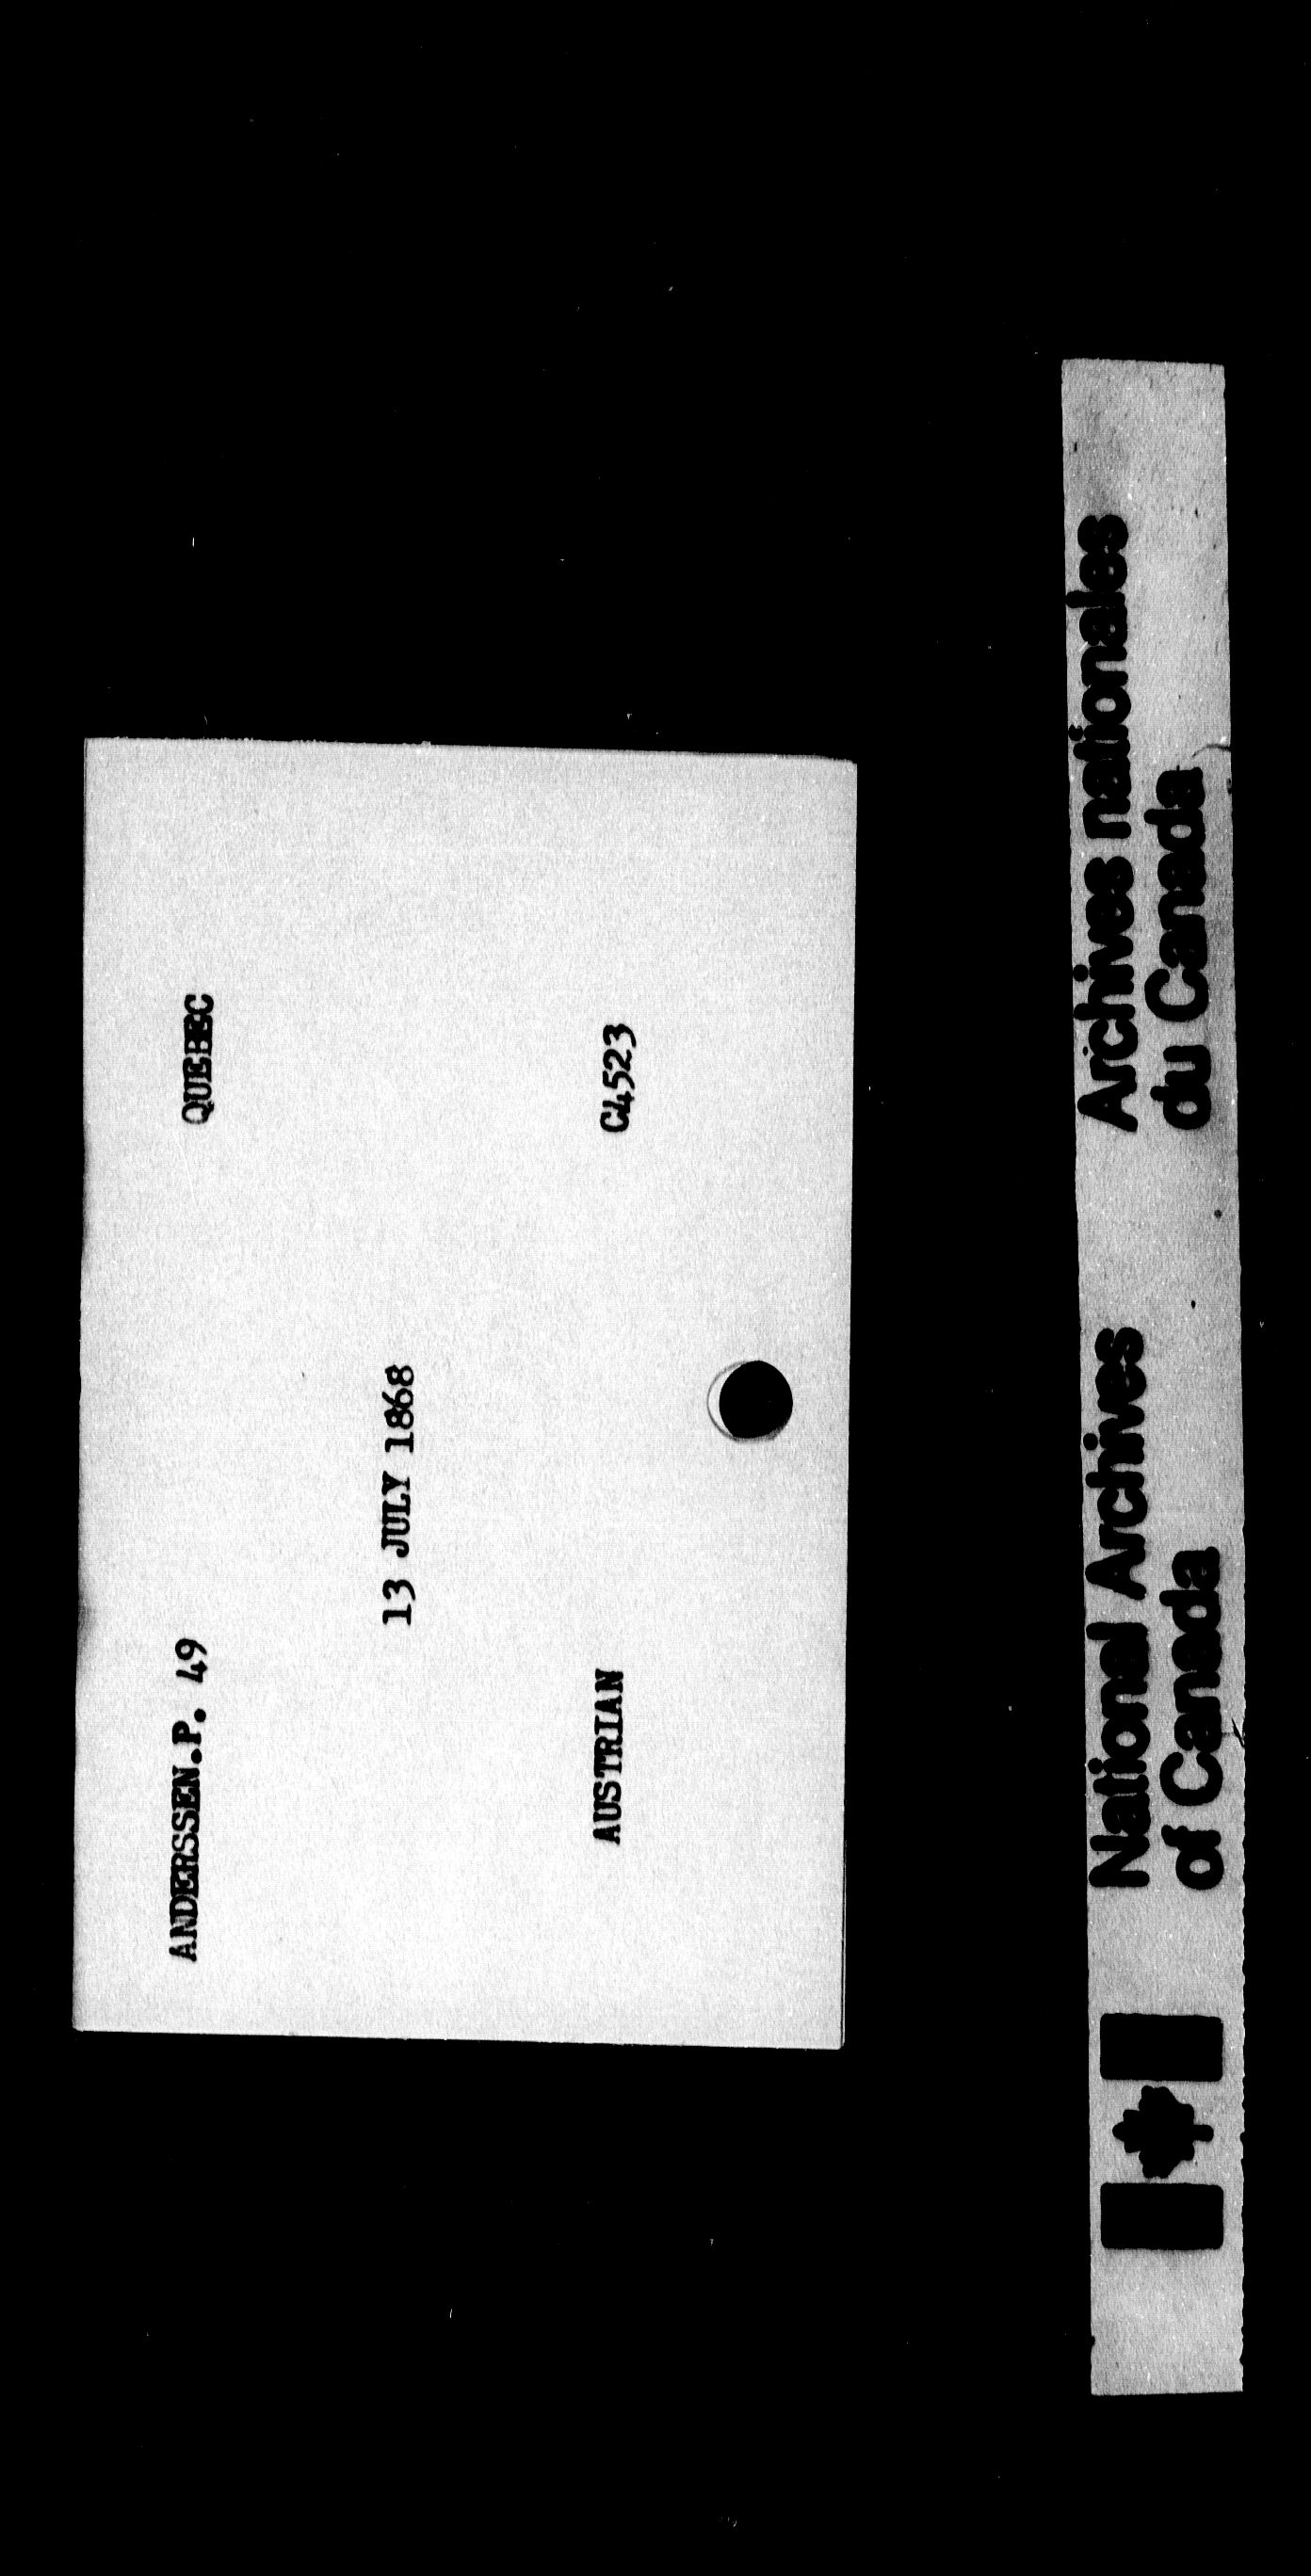 ANDERSSEN.P. 49 QUEBEC
13 JULY 1868
AUSTRIAN C4523
National Archives Archives nationales
of Canada du Canada